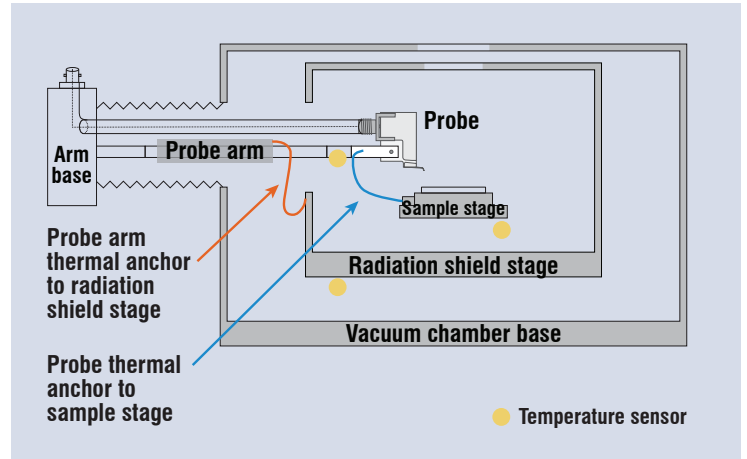 Probe
Arm
base
Probe arm
Sample stage
Probe arm
thermal anchor
to radiation
shield stage
Radiation shield stage
Vacuum chamber base
Probe thermal
anchor to
sample stage
Temperature sensor